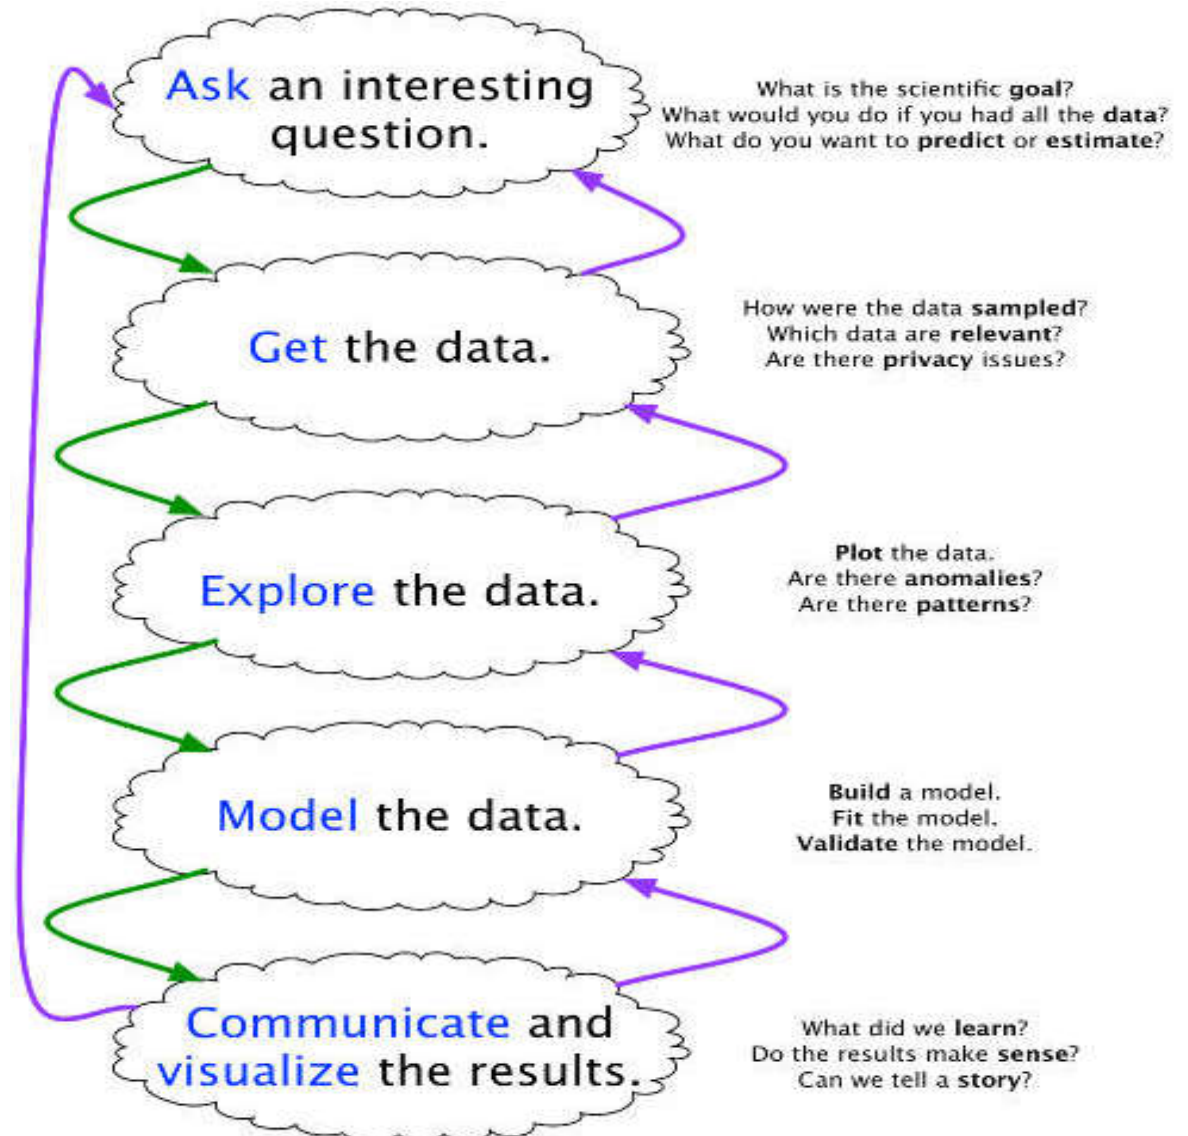 Ask an interesting
question.
What is the scientific goal?
What would you do if you had all the data?
What do you want to predict or estimate?
Get the data.
How were the data sampled?
Which data are relevant?
Are there privacy issues?
Explore the data.
Plot the data.
Are there anomalies?
Are there patterns?
Model the data.
Build a model.
Fit the model.
Validate the model.
Communicate and
visualize the results.
What did we learn?
Do the results make sense?
Can we tell a story?